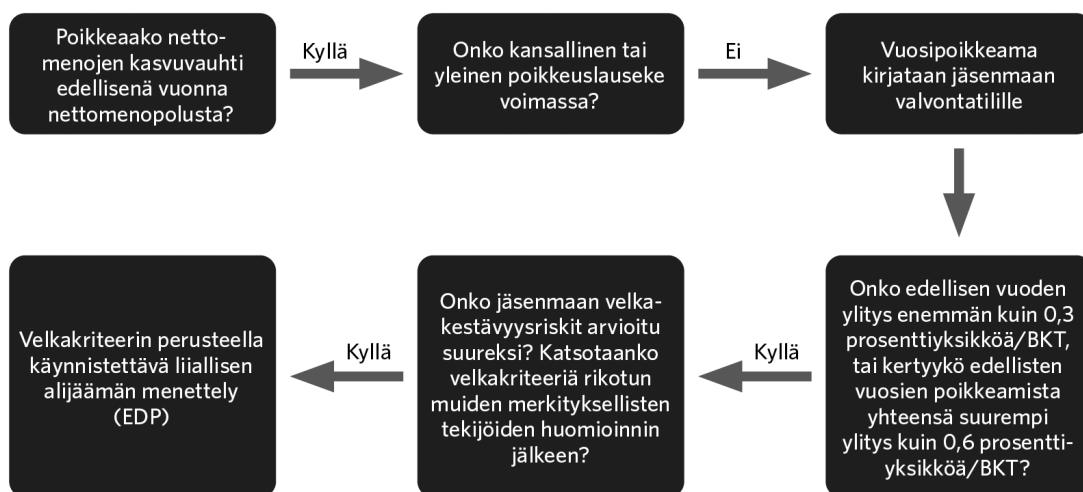 Poikkeaako netto-
menojen kasvuvauhti
edellisenä vuonna
nettomenopolusta?
Kyllä
Onko kansallinen tai
yleinen poikkeuslauseke
voimassa?
Ei
Vuosipoikkeama
kirjataan jäsenmaan
valvontatilille
Onko edellisen vuoden
ylitys enemmän kuin 0,3
prosenttiyksikköä/BKT,
tai kertyykö edellisten
vuosien poikkeamista
yhteensä suurempi
ylitys kuin 0,6 prosentti-
yksikköä/BKT?
Kyllä
Onko jäsenmaan velka-
kestävyysriskit arvioitu
suureksi? Katsotaanko
velkakriteeriä rikotun
muiden merkityksellisten
tekijöiden huomioinnin
jälkeen?
Kyllä
Velkakriteerin perusteella
käynnistettävä liiallisen
alijäämän menettely
(EDP)